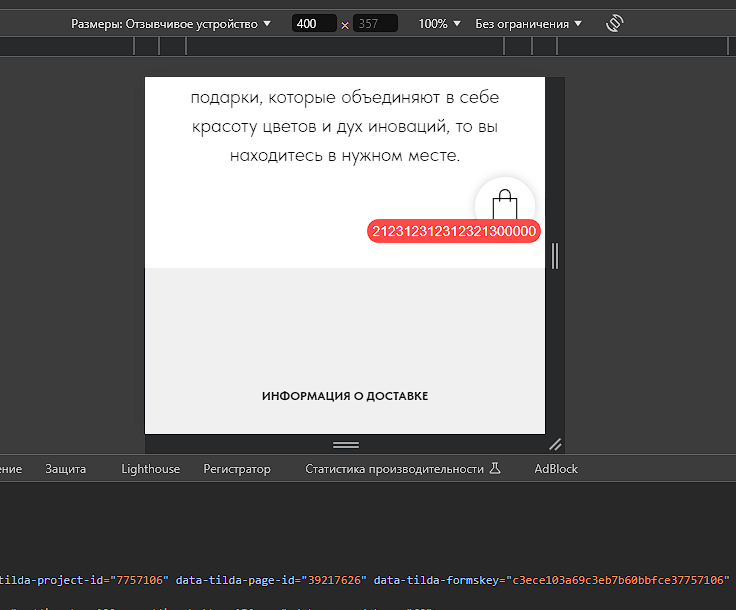 Размеры: Отзывчивое устройство ▼ 400 × 357 100% ▼ Без ограничения ▼
подарки, которые объединяют в себе
красоту цветов и дух иноваций, то вы
находитесь в нужном месте.
212312312312321300000
ИНФОРМАЦИЯ О ДОСТАВКЕ
ение Защита Lighthouse Регистратор Статистика производительности AdBlock
tilda-project-id="7757106" data-tilda-page-id="39217626" data-tilda-formskey="c3ece103a69c3eb7b60bbfce37757106"